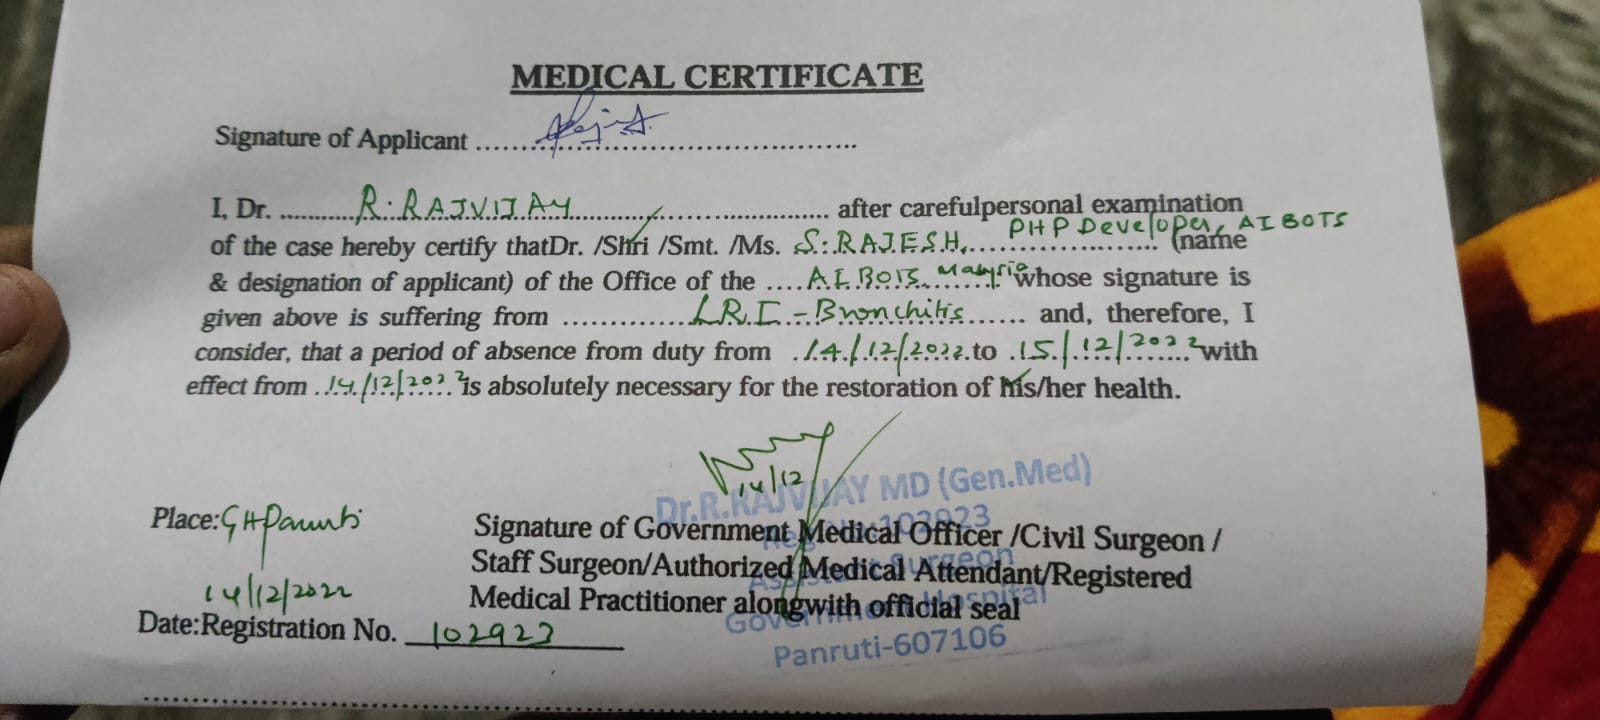 MEDICAL CERTIFICATE
Signature of Applicant ..................................................
I, Dr. ........... R. RAJVIJAY ................................ after carefulpersonal examination
of the case hereby certify thatDr. /Shri /Smt. /Ms. S. RAJESH, PHP Developer, AI BOTS (name
& designation of applicant) of the Office of the .... AI BOTS ........ whose signature is
given above is suffering from .............. LRI - Bronchitis ...... and, therefore, I
consider, that a period of absence from duty from 14/12/2022 to 15/12/2022 with
effect from 14/12/2022 is absolutely necessary for the restoration of his/her health.
14/12
Dr.R.RAJVIJAY MD (Gen.Med)
Place: GH Panruti
Signature of Government Medical Officer /Civil Surgeon /
Reg No: 102923
Staff Surgeon/Authorized Medical Attendant/Registered
Assistant Surgeon
14/12/2022
Medical Practitioner alongwith official seal
Government Hospital
Date:Registration No. 102923
Panruti-607106